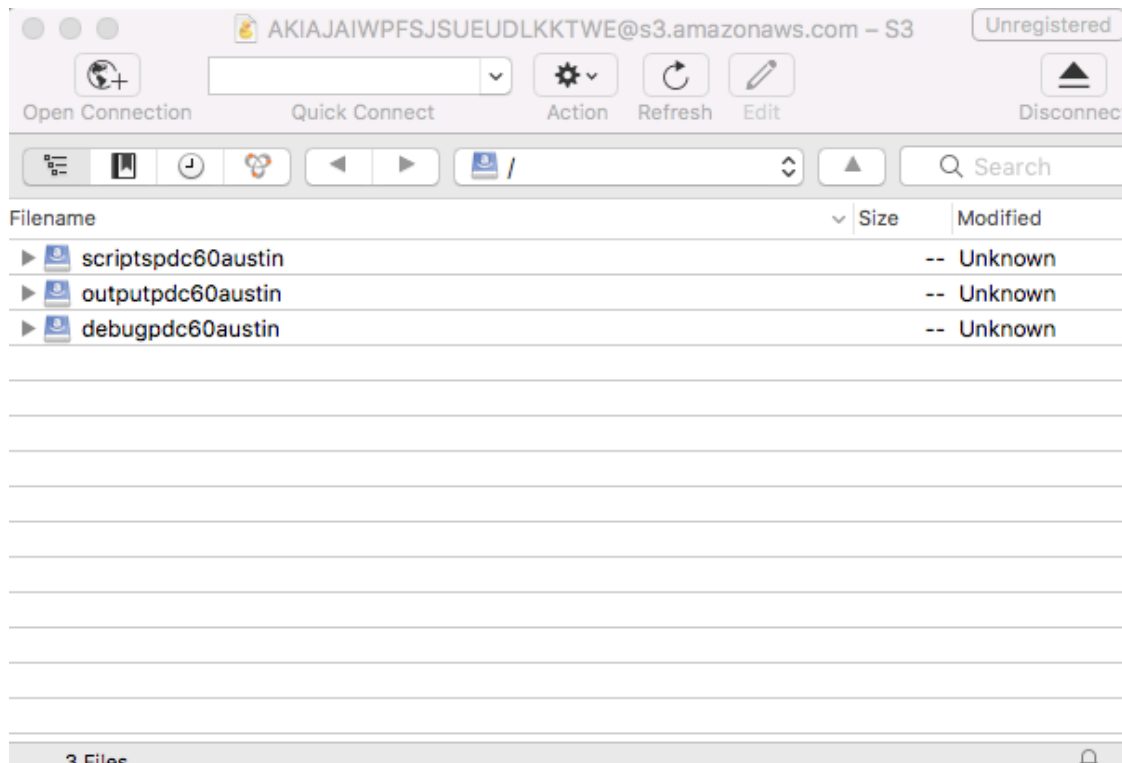 AKIAJAIWPFSJSUEUDLKKTWE@s3.amazonaws.com – S3 Unregistered
Open Connection Quick Connect Action Refresh Edit Disconnec
/ Search
Filename Size Modified
scriptspdc60austin -- Unknown
outputpdc60austin -- Unknown
debugpdc60austin -- Unknown
3 Files